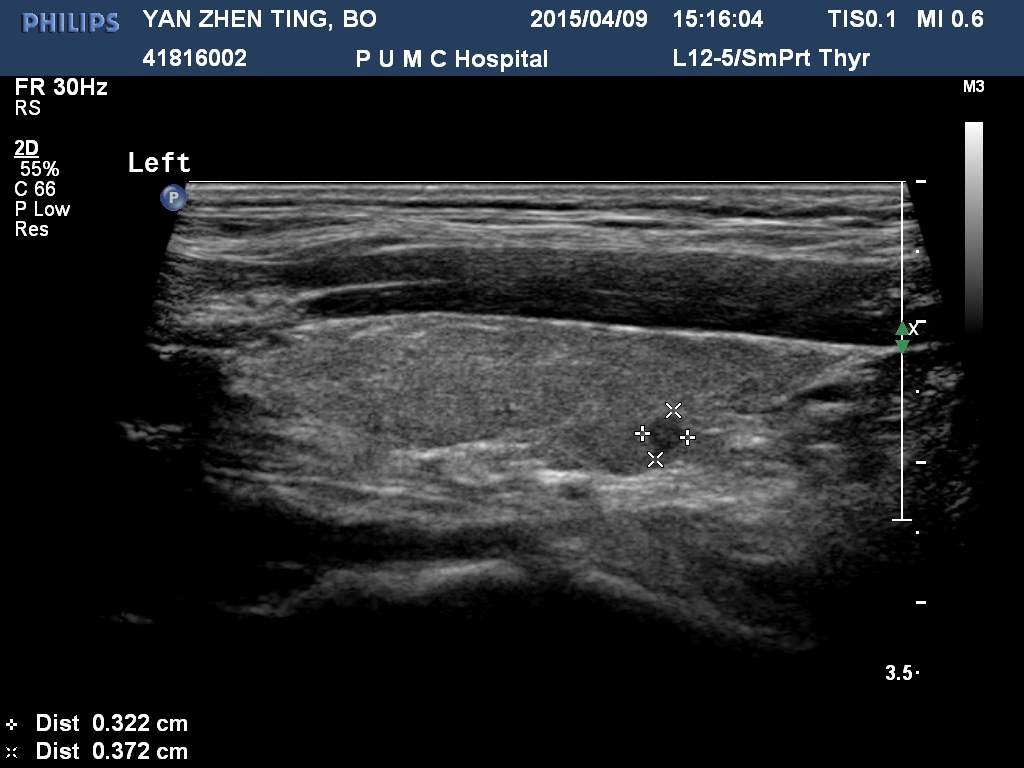 PHILIPS YAN ZHEN TING, BO 2015/04/09 15:16:04 TIS0.1 MI 0.6
41816002 P U M C Hospital L12-5/SmPrt Thyr
FR 30Hz M3
RS
2D
55%
C 66
P Low
Res
Left
P
X
3.5
Dist 0.322 cm
Dist 0.372 cm